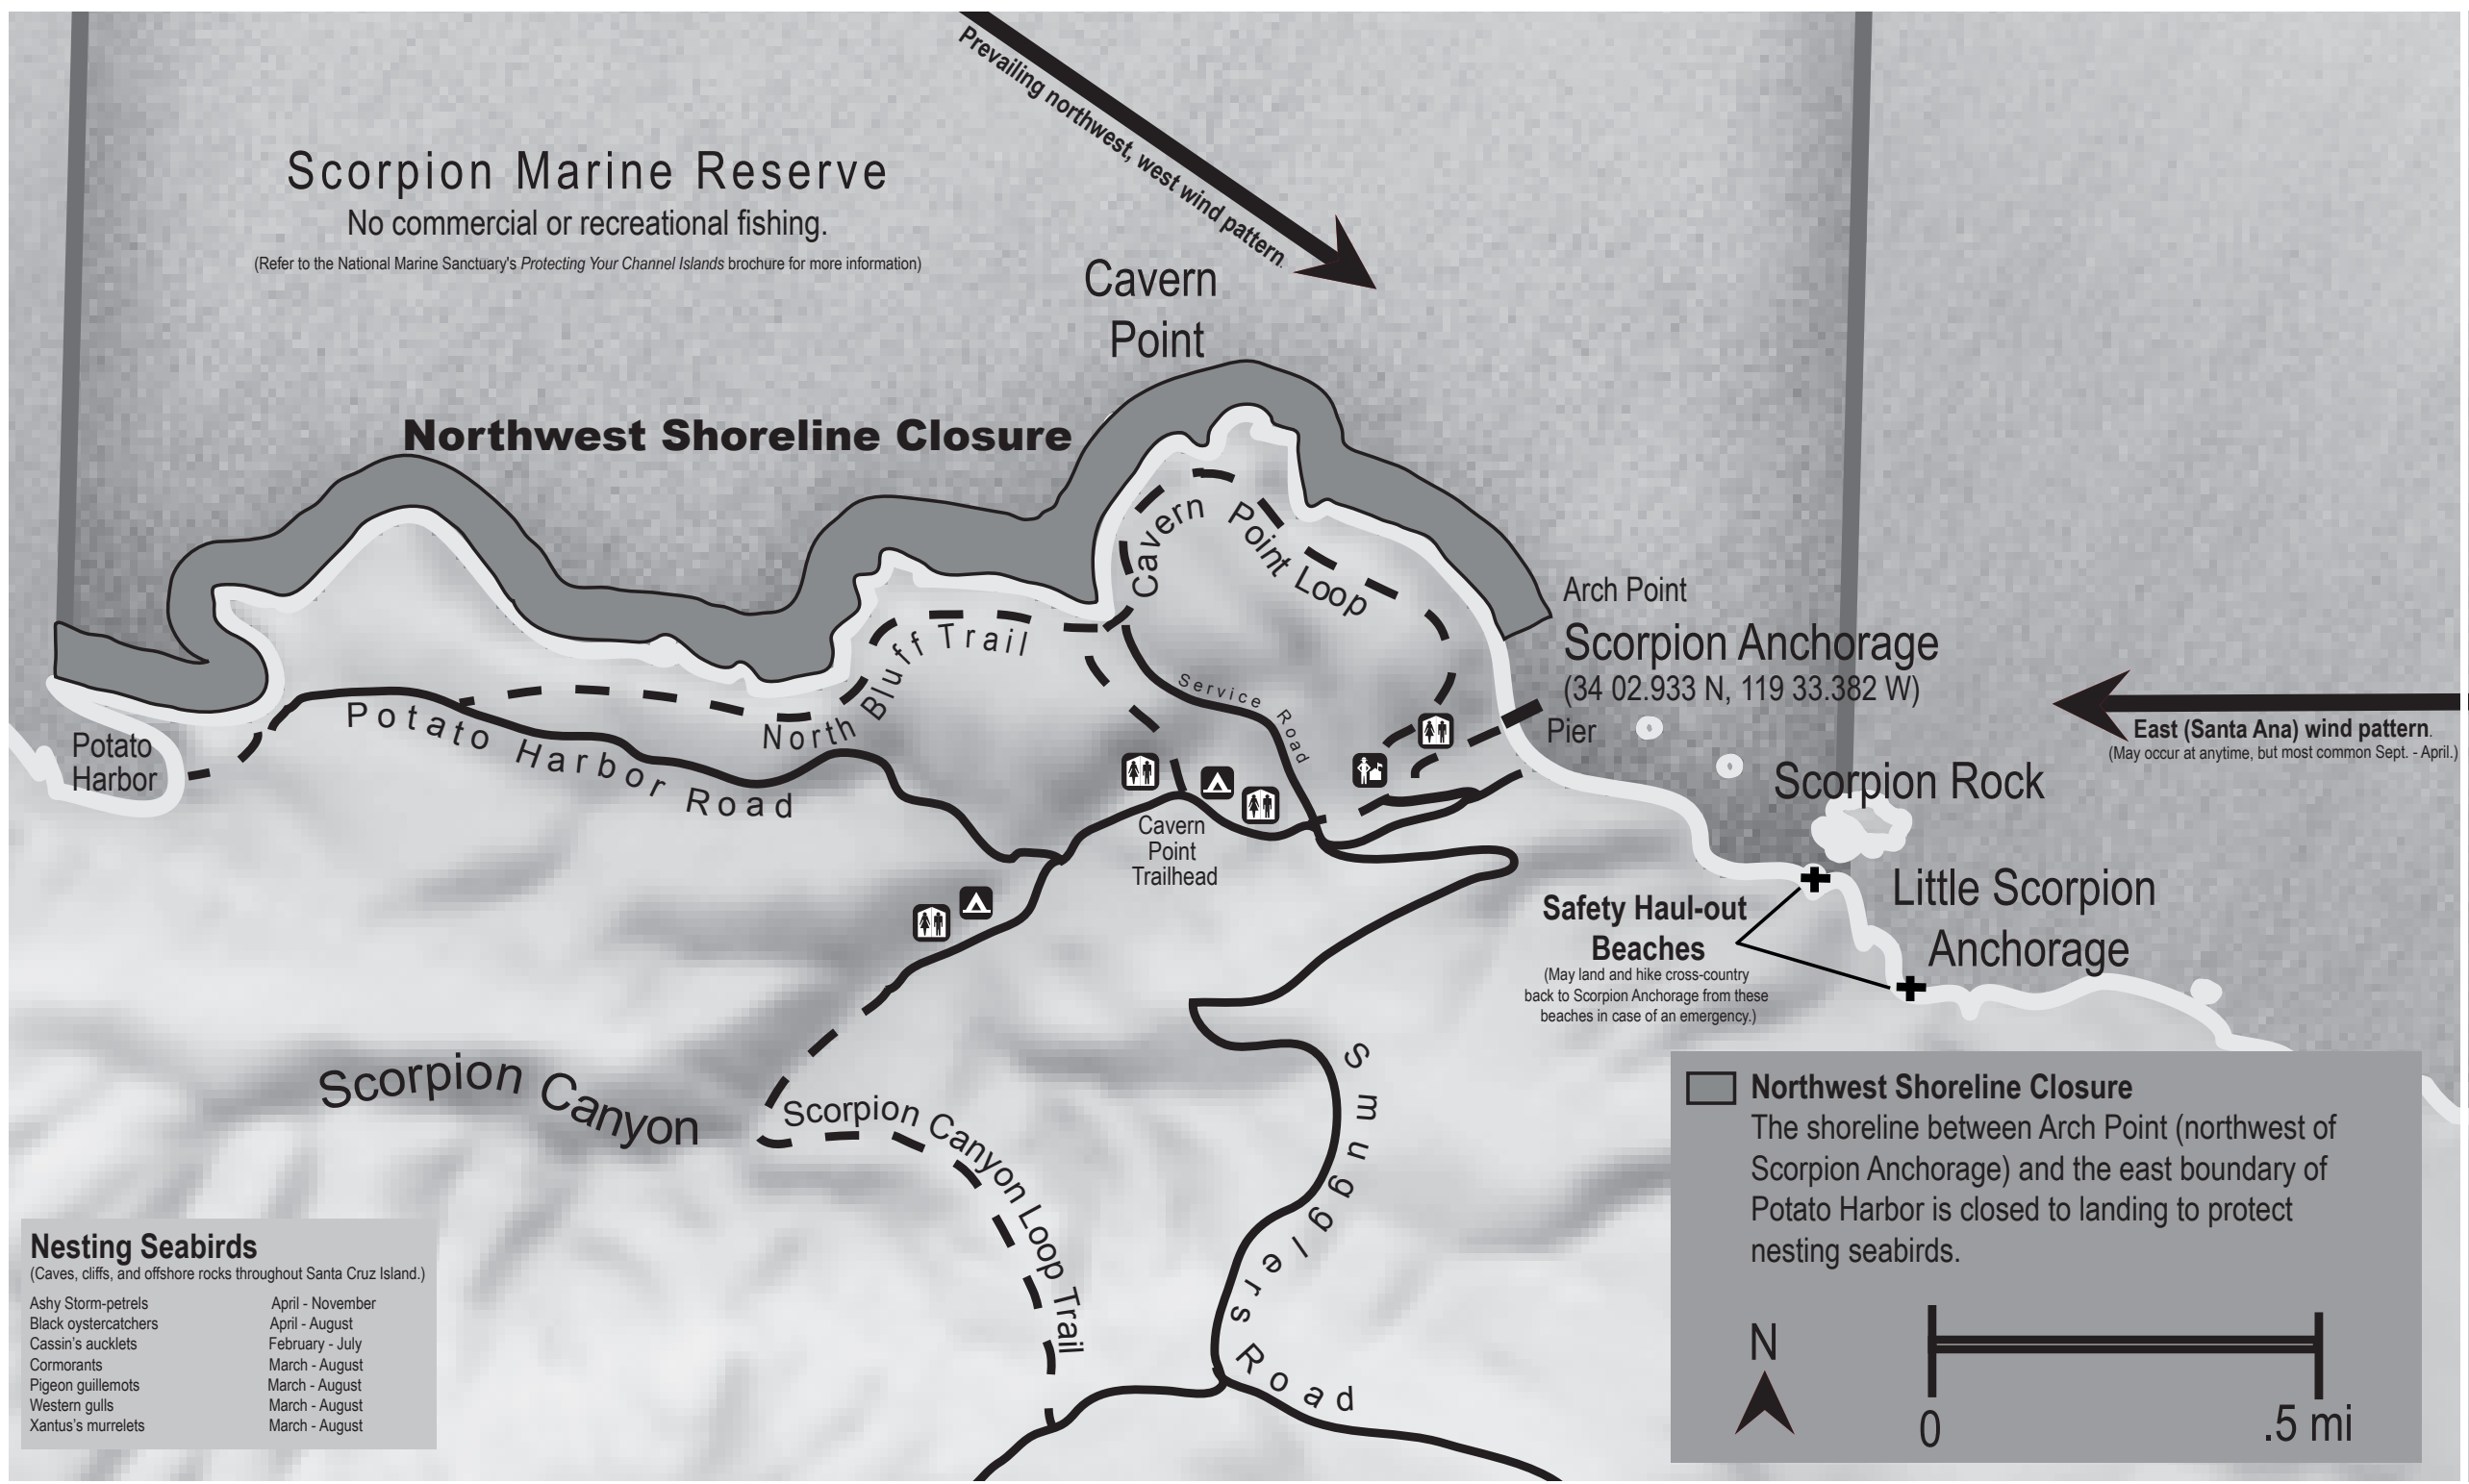 Prevailing northwest, west wind pattern.
Scorpion Marine Reserve
No commercial or recreational fishing.
(Refer to the National Marine Sanctuary's Protecting Your Channel Islands brochure for more information)
Cavern
Point
Northwest Shoreline Closure
Cavern Point Loop
North Bluff Trail
Service Road
Arch Point
Scorpion Anchorage
(34 02.933 N, 119 33.382 W)
Pier
East (Santa Ana) wind pattern.
(May occur at anytime, but most common Sept. - April.)
Potato
Harbor
Potato Harbor Road
Scorpion Rock
Cavern
Point
Trailhead
Little Scorpion
Anchorage
Safety Haul-out
Beaches
(May land and hike cross-country
back to Scorpion Anchorage from these
beaches in case of an emergency.)
Scorpion Canyon
Scorpion Canyon Loop Trail
Smugglers Road
Nesting Seabirds
(Caves, cliffs, and offshore rocks throughout Santa Cruz Island.)
Ashy Storm-petrels April - November
Black oystercatchers April - August
Cassin's aucklets February - July
Cormorants March - August
Pigeon guillemots March - August
Western gulls March - August
Xantus's murrelets March - August
Northwest Shoreline Closure
The shoreline between Arch Point (northwest of
Scorpion Anchorage) and the east boundary of
Potato Harbor is closed to landing to protect
nesting seabirds.
N
0 .5 mi